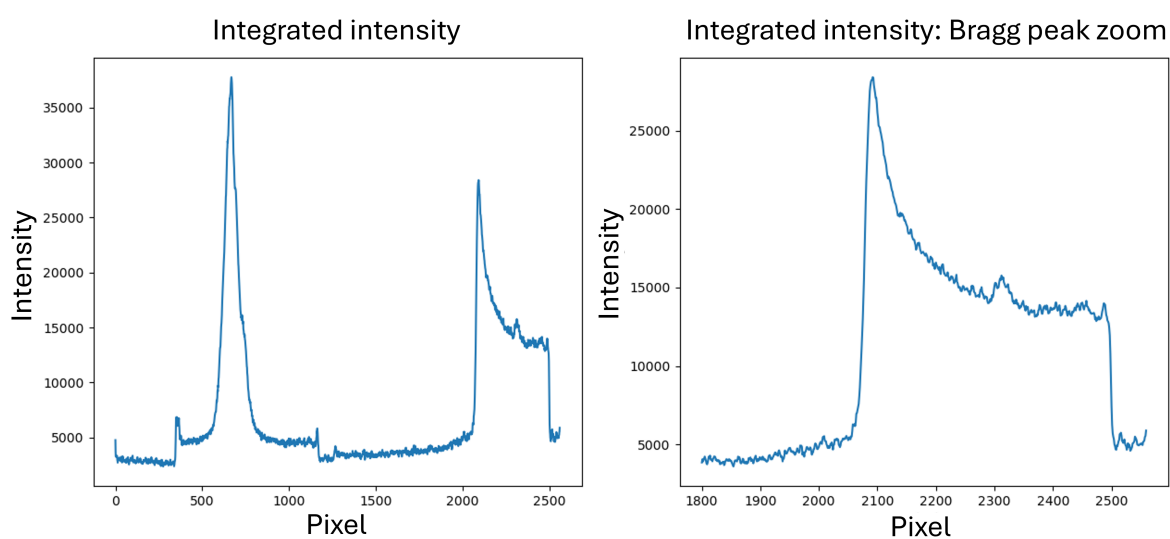 Integrated intensity
Intensity
35000
30000
25000
20000
15000
10000
5000
0 500 1000 1500 2000 2500
Pixel
Integrated intensity: Bragg peak zoom
Intensity
25000
20000
15000
10000
5000
1800 1900 2000 2100 2200 2300 2400 2500
Pixel